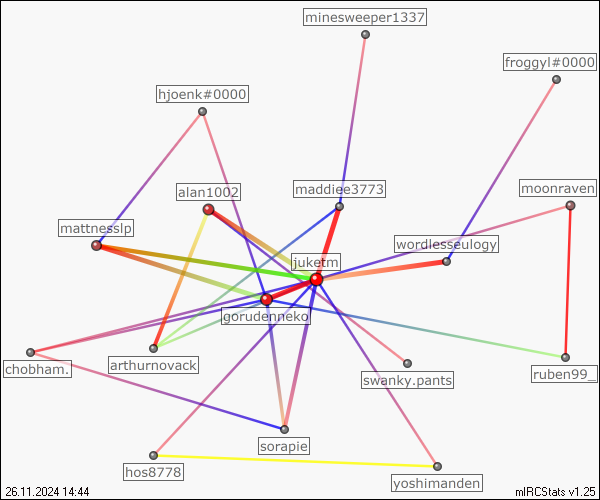 minesweeper1337
froggyl#0000
hjoenk#0000
alan1002
maddiee3773
moonraven
mattnesslp
wordlesseulogy
juketm
gorudenneko
chobham.
arthurnovack
swanky.pants
ruben99_
sorapie
hos8778
yoshimanden
26.11.2024 14:44
mIRCStats v1.25